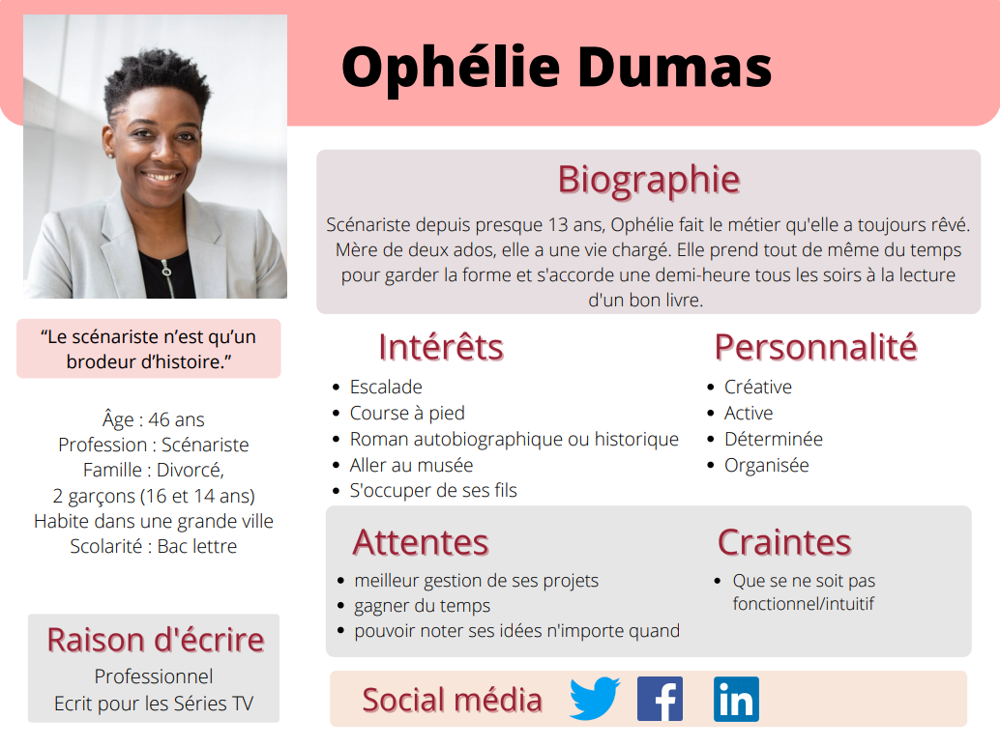 Ophélie Dumas
Biographie
Scénariste depuis presque 13 ans, Ophélie fait le métier qu'elle a toujours rêvé.
Mère de deux ados, elle a une vie chargé. Elle prend tout de même du temps
pour garder la forme et s'accorde une demi-heure tous les soirs à la lecture
d'un bon livre.
“Le scénariste n’est qu’un
brodeur d’histoire.”
Âge : 46 ans
Profession : Scénariste
Famille : Divorcé,
2 garçons (16 et 14 ans)
Habite dans une grande ville
Scolarité : Bac lettre
Raison d'écrire
Professionnel
Ecrit pour les Séries TV
Intérêts
Escalade
Course à pied
Roman autobiographique ou historique
Aller au musée
S'occuper de ses fils
Personnalité
Créative
Active
Déterminée
Organisée
Attentes
meilleur gestion de ses projets
gagner du temps
pouvoir noter ses idées n'importe quand
Craintes
Que se ne soit pas
fonctionnel/intuitif
Social média
f
in